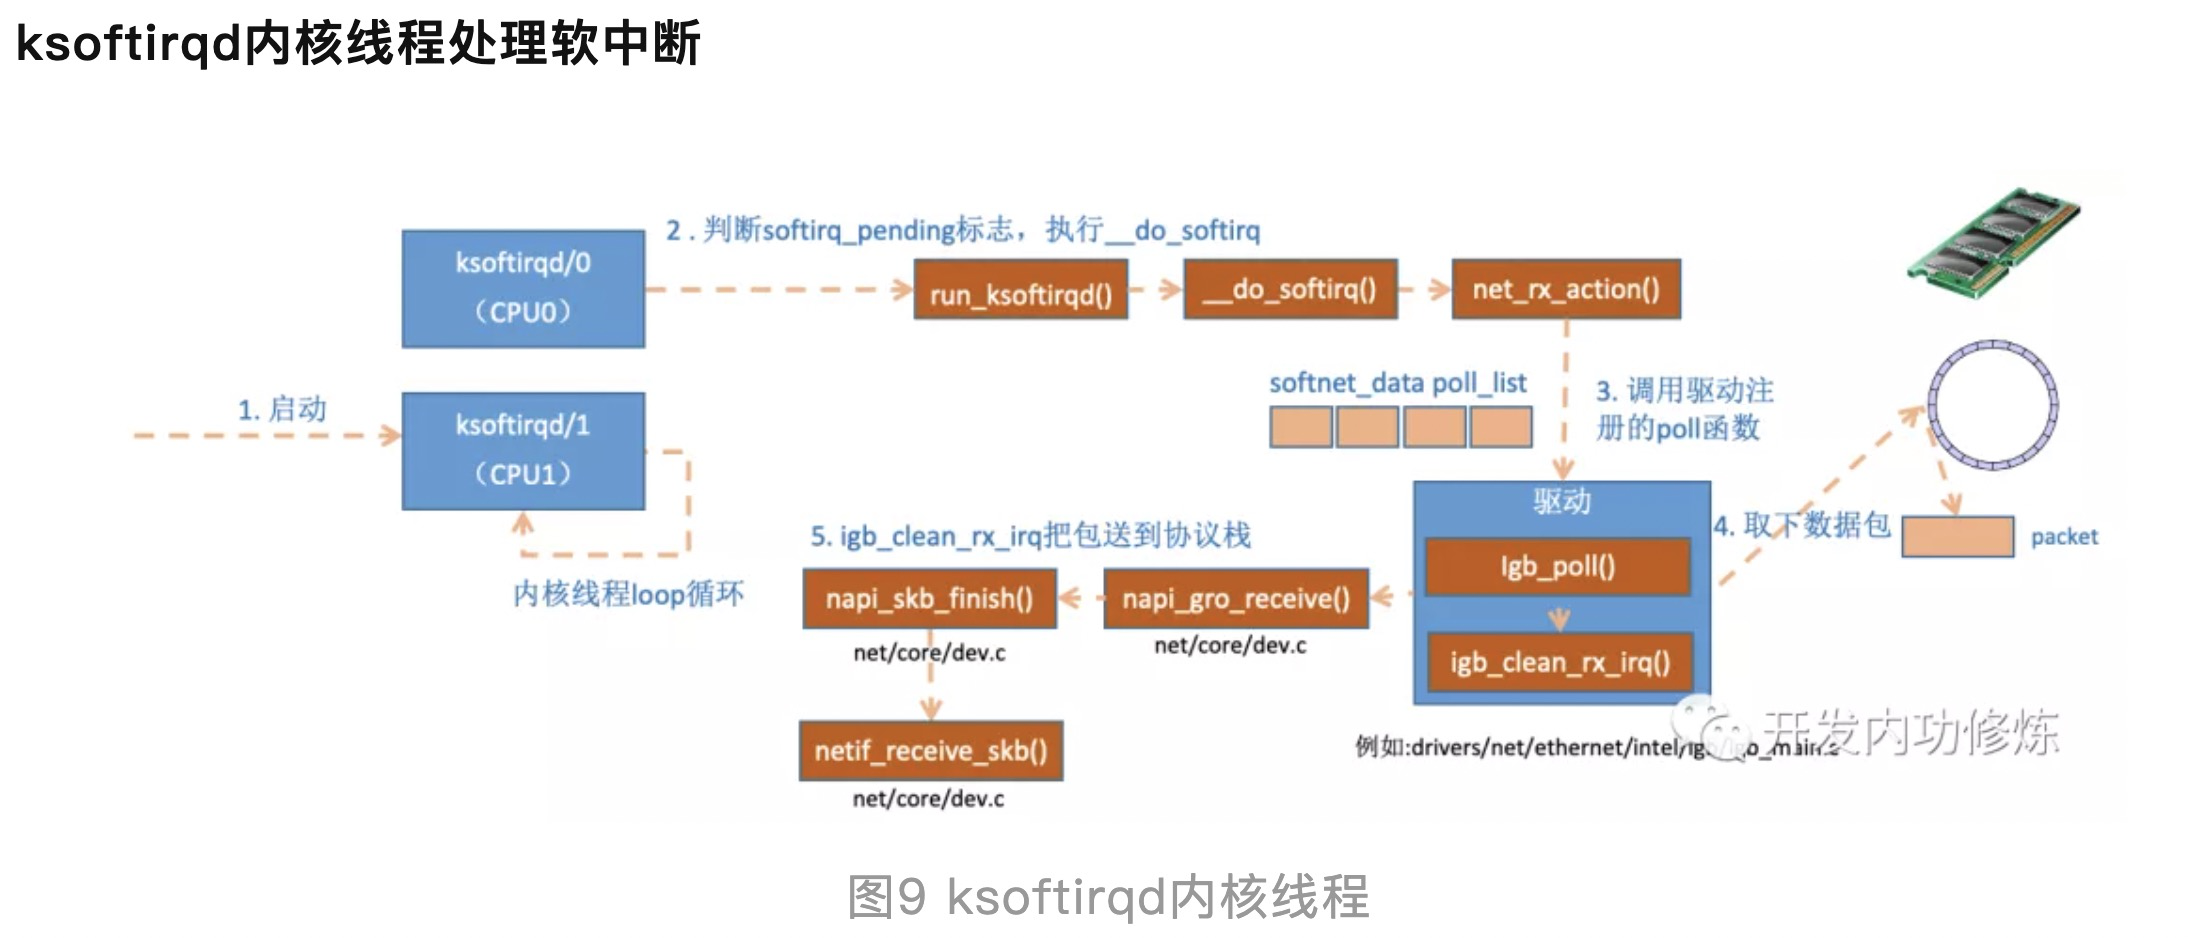 ksoftirqd内核线程处理软中断
2 . 判断softirq_pending标志，执行__do_softirq
ksoftirqd/0
（CPU0）
run_ksoftirqd()
__do_softirq()
net_rx_action()
1. 启动
ksoftirqd/1
（CPU1）
内核线程loop循环
softnet_data poll_list
3. 调用驱动注
册的poll函数
驱动
Igb_poll()
igb_clean_rx_irq()
4. 取下数据包
packet
5. igb_clean_rx_irq把包送到协议栈
napi_skb_finish()
net/core/dev.c
napi_gro_receive()
net/core/dev.c
netif_receive_skb()
net/core/dev.c
例如:drivers/net/ethernet/intel/igb/igb_main.c
开发内功修炼
图9 ksoftirqd内核线程